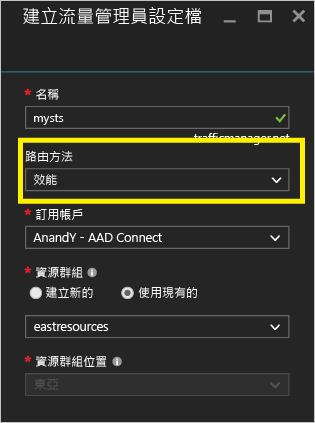 建立流量管理員設定檔
* 名稱
mysts
trafficmanager.net
路由方法
效能
* 訂用帳戶
AnandY - AAD Connect
* 資源群組
建立新的 使用現有的
eastresources
* 資源群組位置
東亞